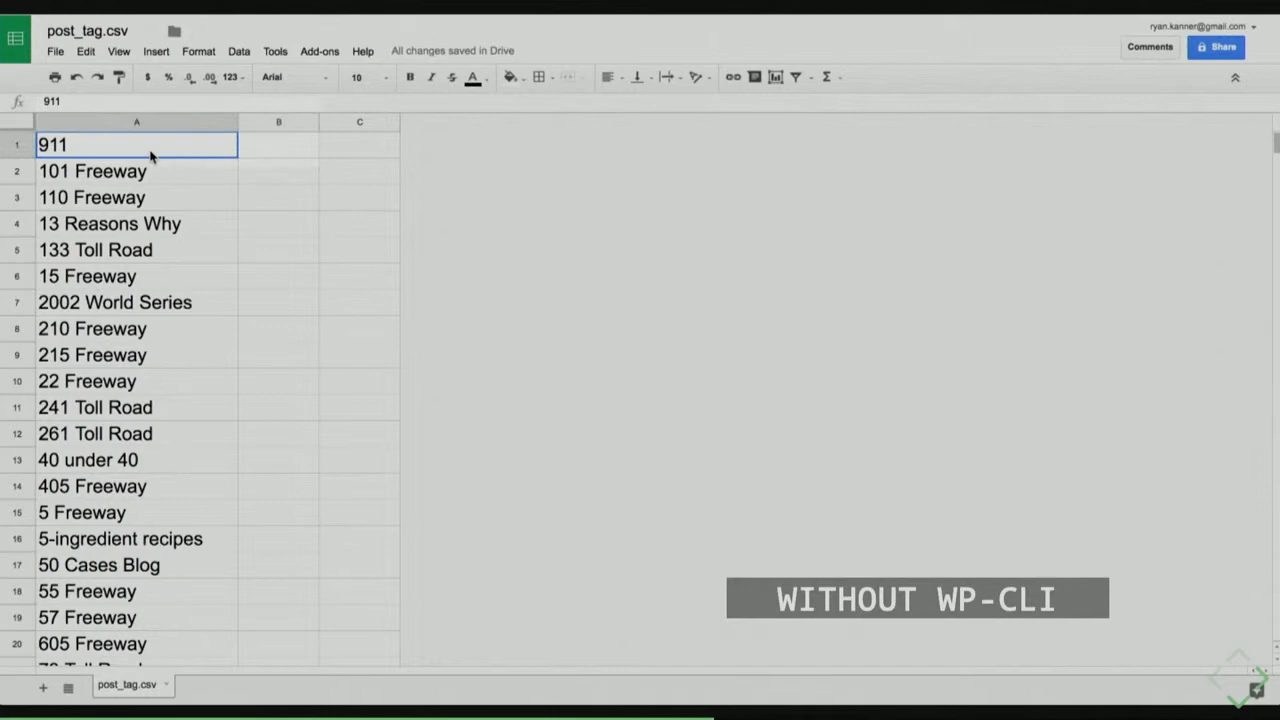 post_tag.csv
ryan.kanner@gmail.com
File Edit View Insert Format Data Tools Add-ons Help All changes saved in Drive
Comments Share
$ % .0 .00 123 Arial 10 B I S A Σ
fx 911
A B C
1 911
2 101 Freeway
3 110 Freeway
4 13 Reasons Why
5 133 Toll Road
6 15 Freeway
7 2002 World Series
8 210 Freeway
9 215 Freeway
10 22 Freeway
11 241 Toll Road
12 261 Toll Road
13 40 under 40
14 405 Freeway
15 5 Freeway
16 5-ingredient recipes
17 50 Cases Blog
18 55 Freeway
19 57 Freeway
20 605 Freeway
WITHOUT WP-CLI
post_tag.csv